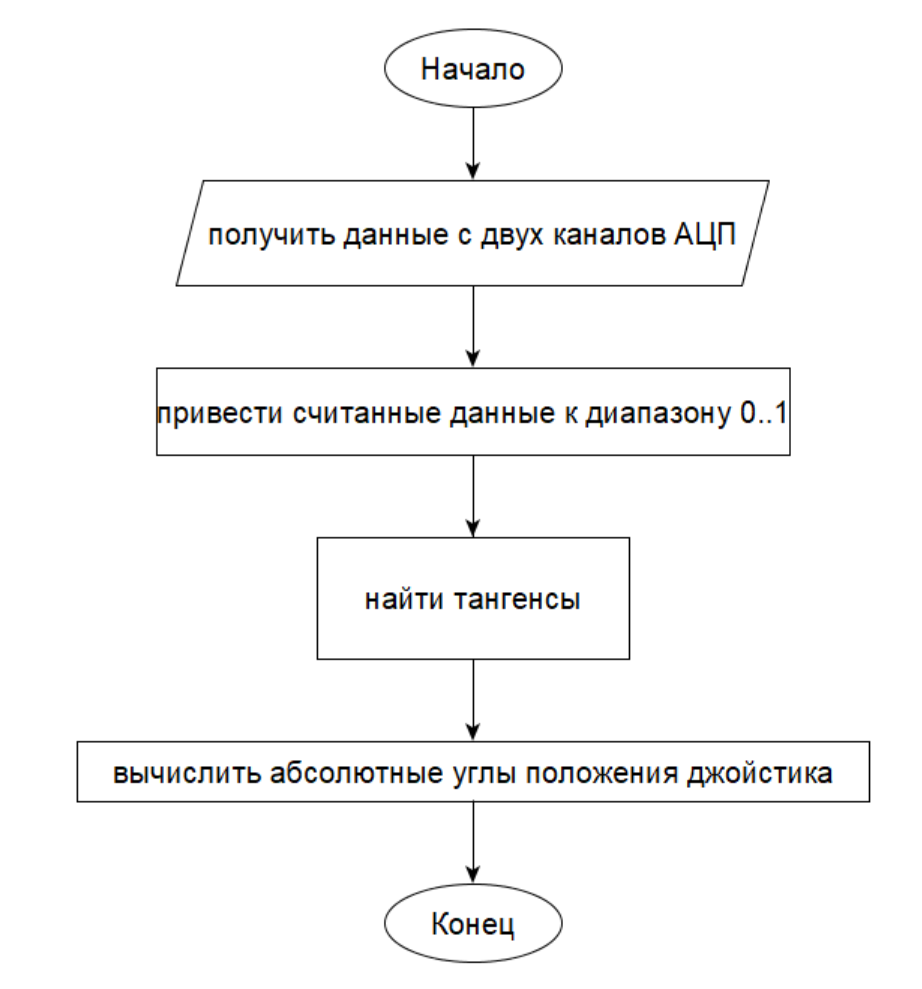 Начало
получить данные с двух каналов АЦП
привести считанные данные к диапазону 0..1
найти тангенсы
вычислить абсолютные углы положения джойстика
Конец